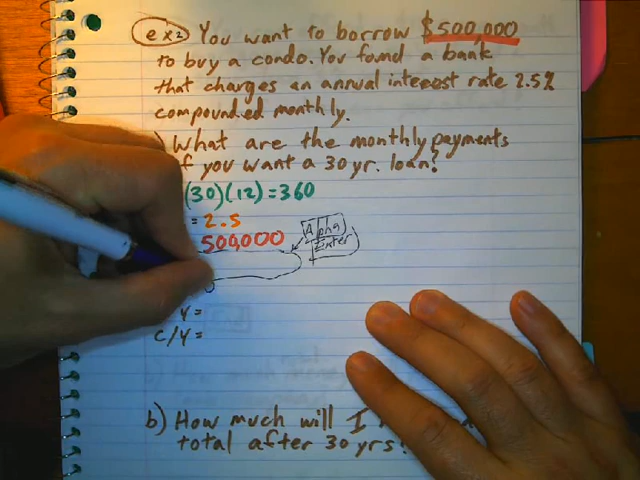 ex2 You want to borrow $500,000
to buy a condo. You found a bank
that charges an annual interest rate 2.5%
compounded monthly.
) What are the monthly payments
f you want a 30 yr. loan?
(30)(12)=360
= 2.5
500,000
Alpha
Enter
Y =
C/Y =
b) How much will I
total after 30 yrs?